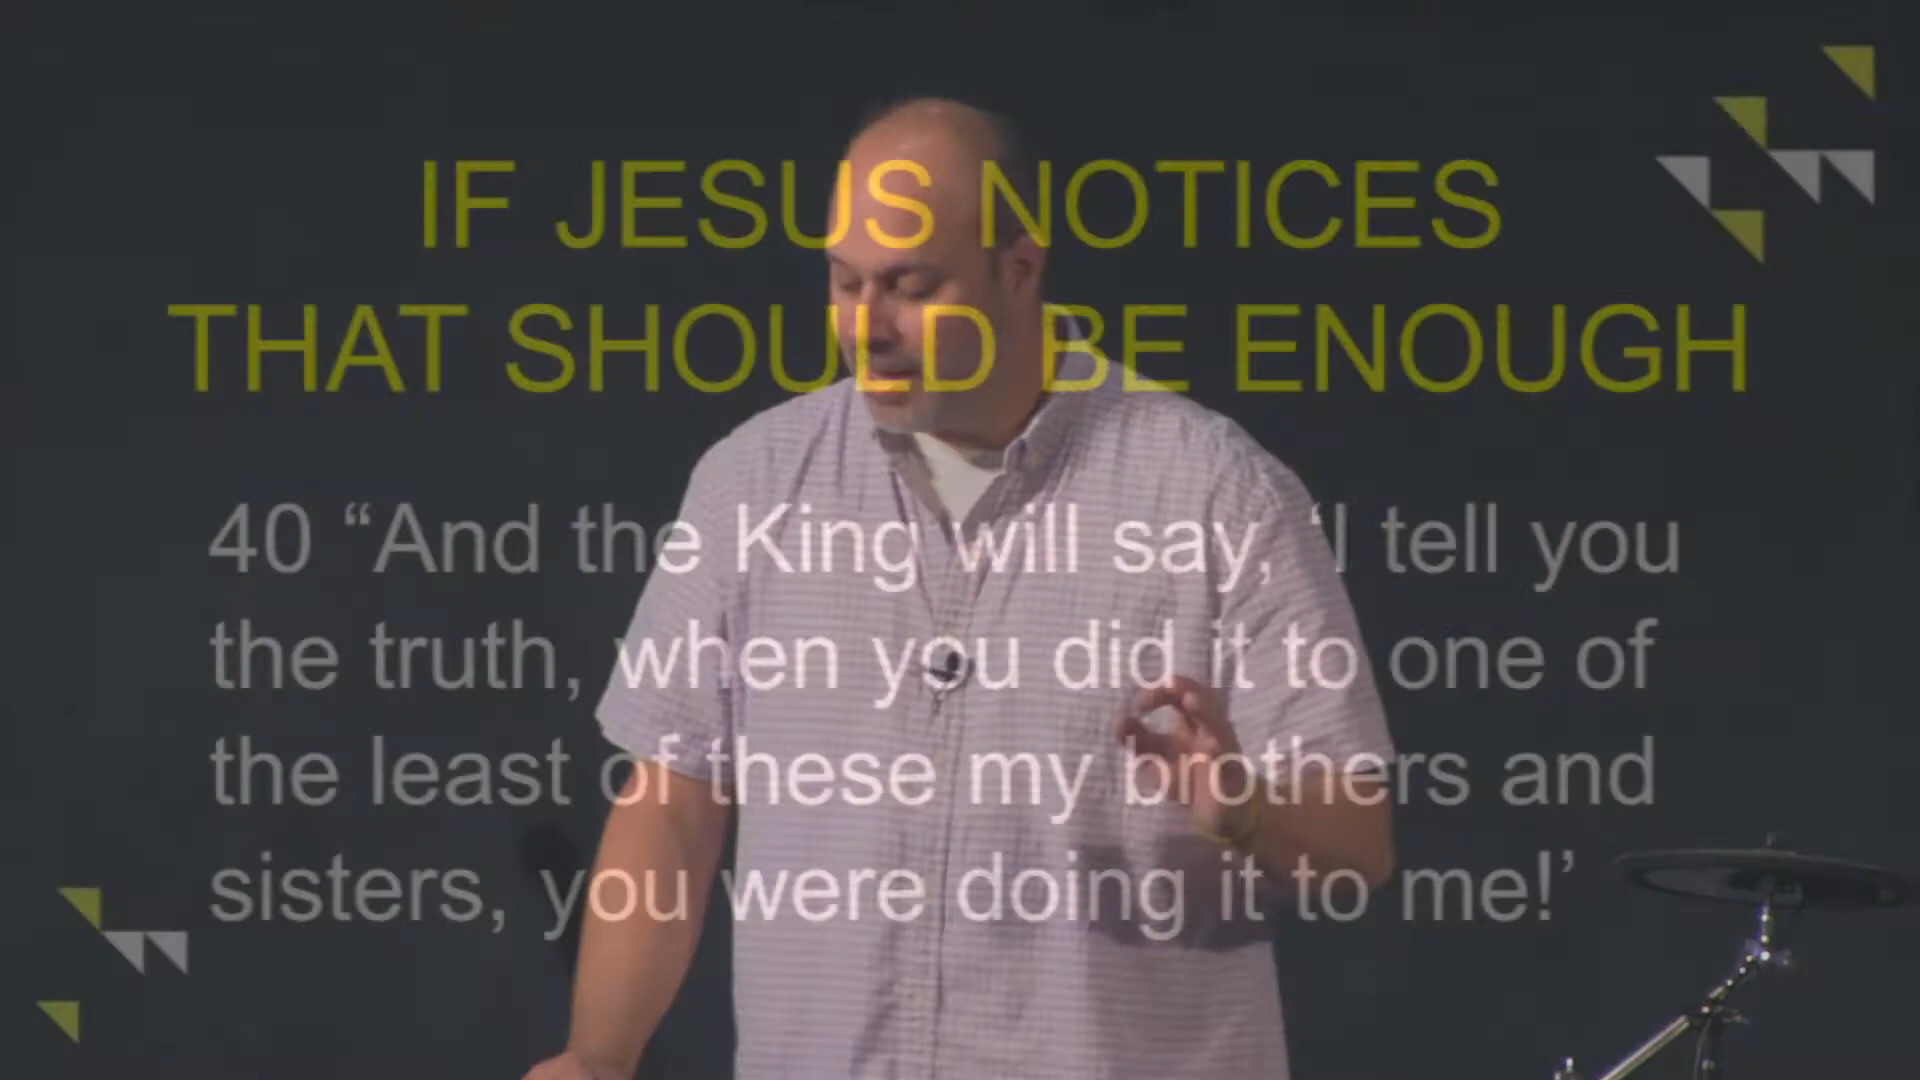 IF JESUS NOTICES
THAT SHOULD BE ENOUGH
40 “And the King will say, ‘I tell you
the truth, when you did it to one of
the least of these my brothers and
sisters, you were doing it to me!’